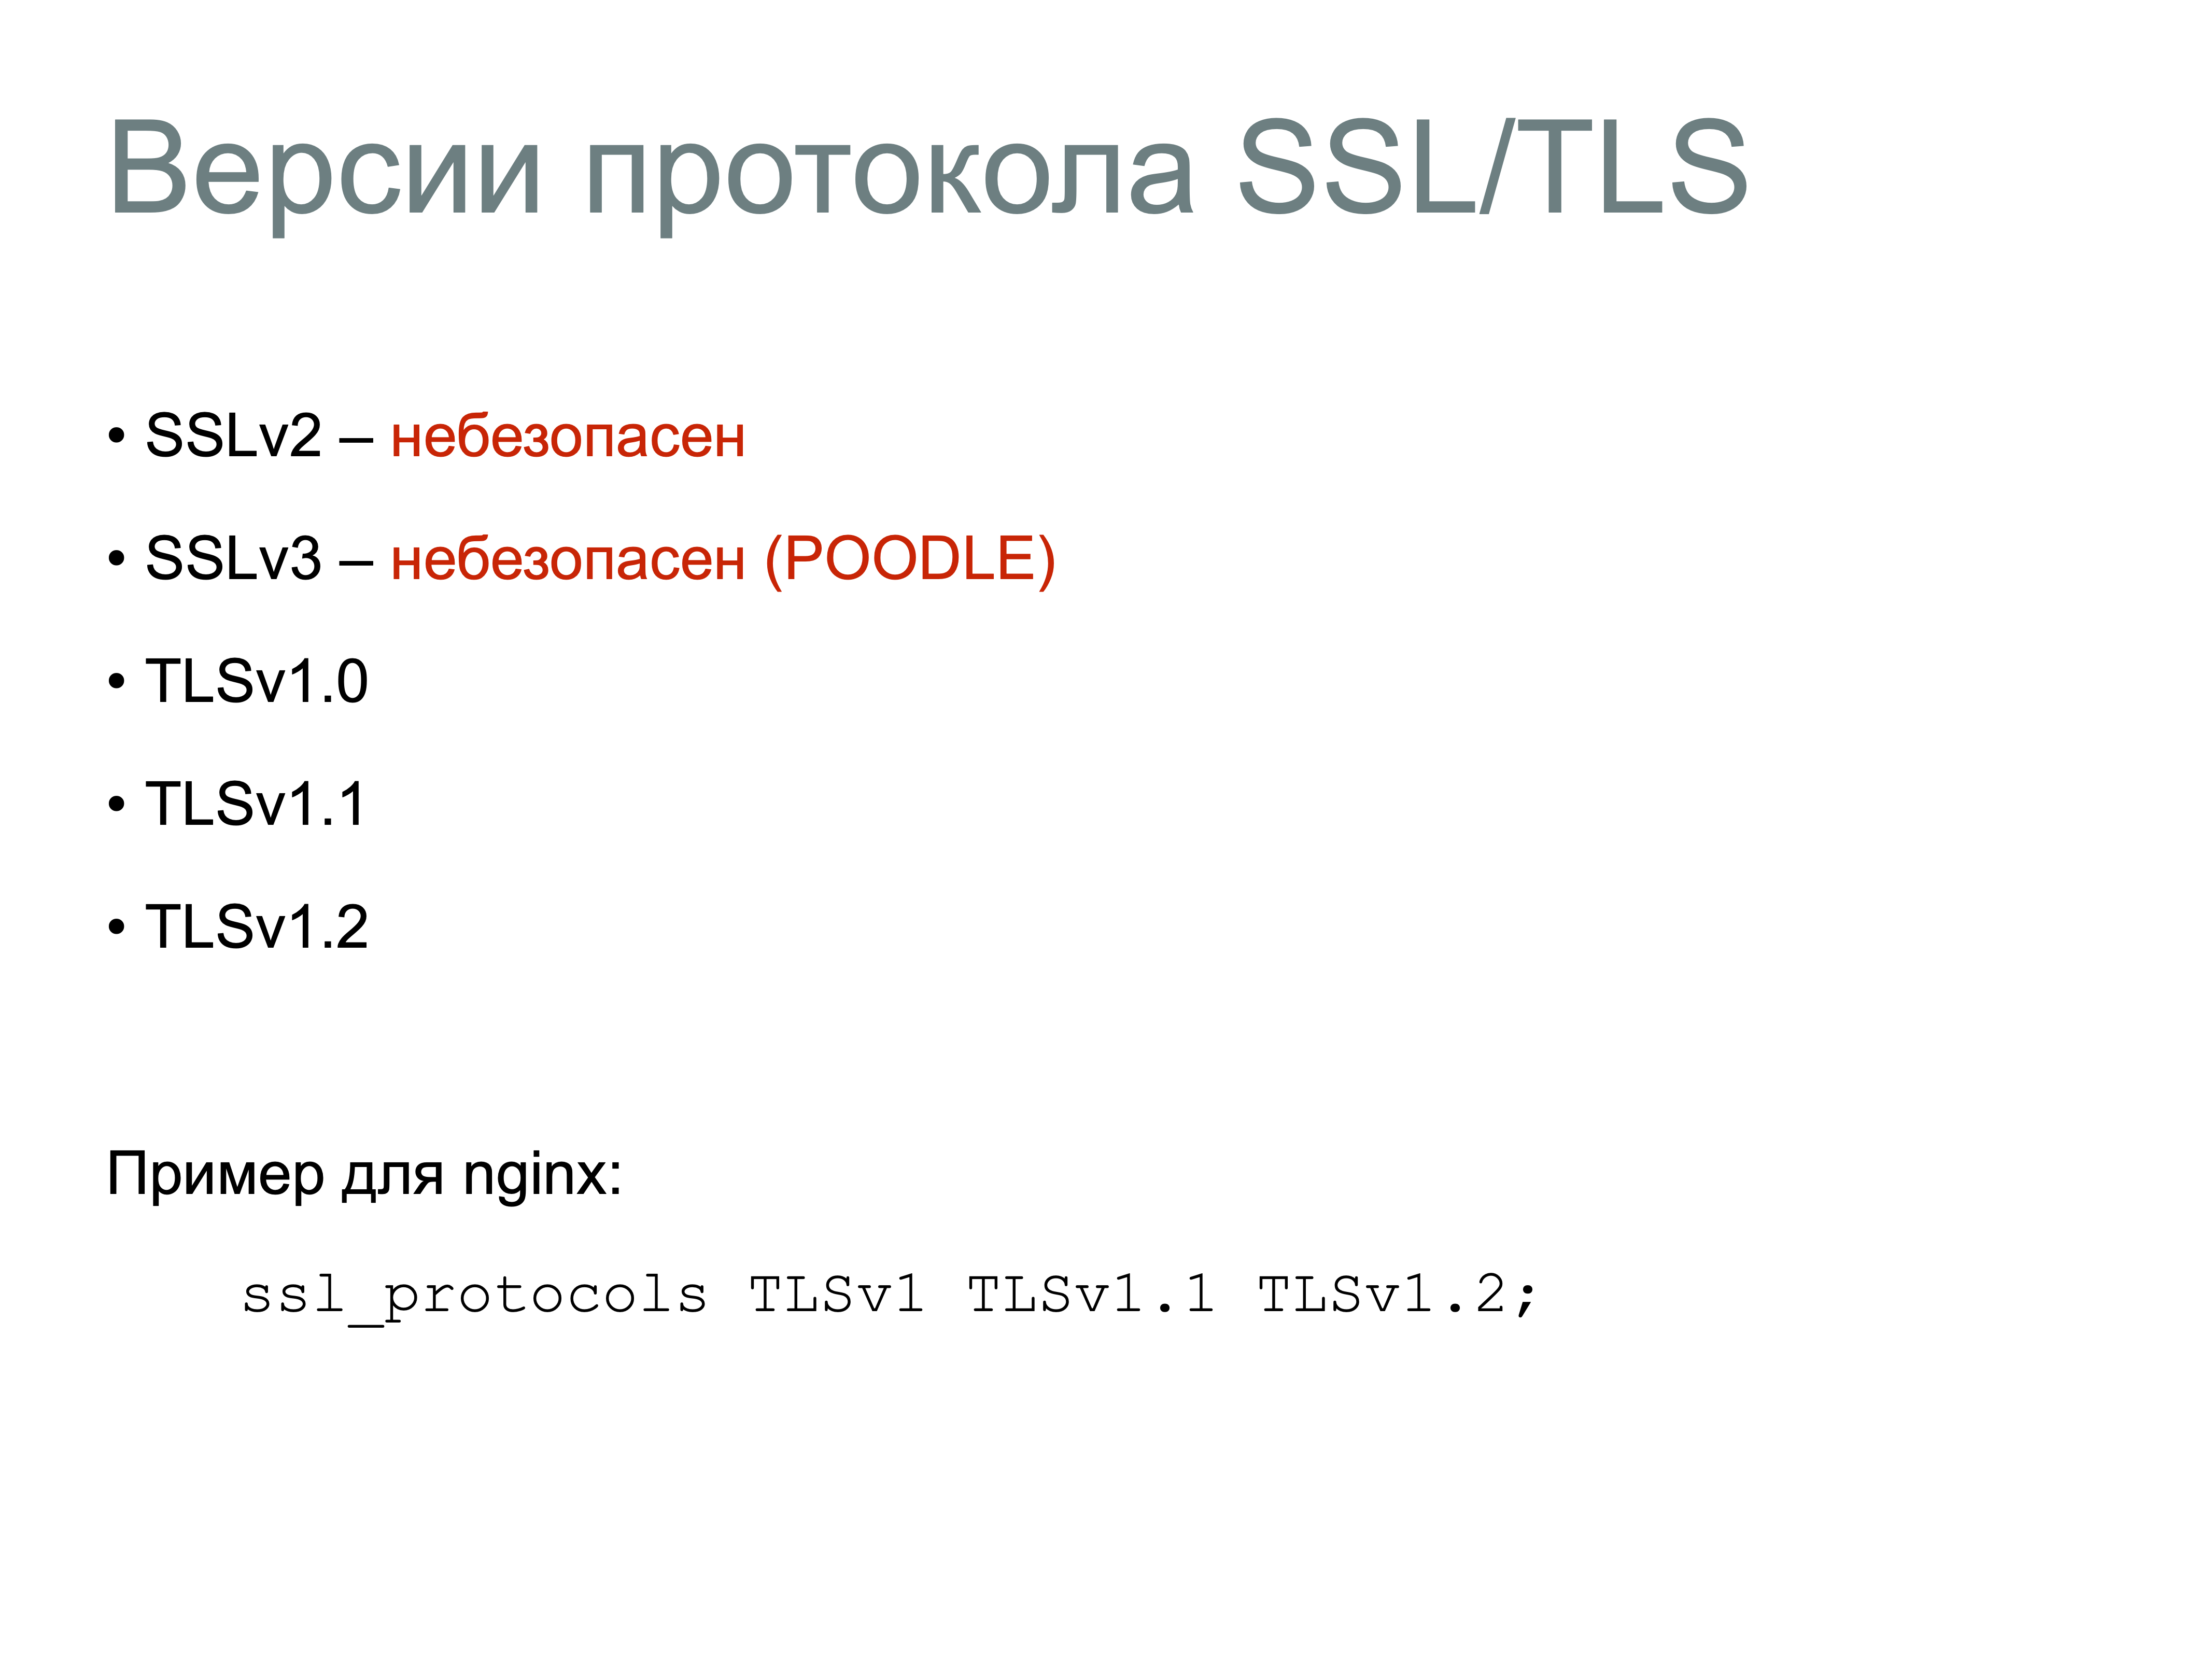 Версии протокола SSL/TLS
• SSLv2 – небезопасен
• SSLv3 – небезопасен (POODLE)
• TLSv1.0
• TLSv1.1
• TLSv1.2
Пример для nginx:
ssl_protocols TLSv1 TLSv1.1 TLSv1.2;